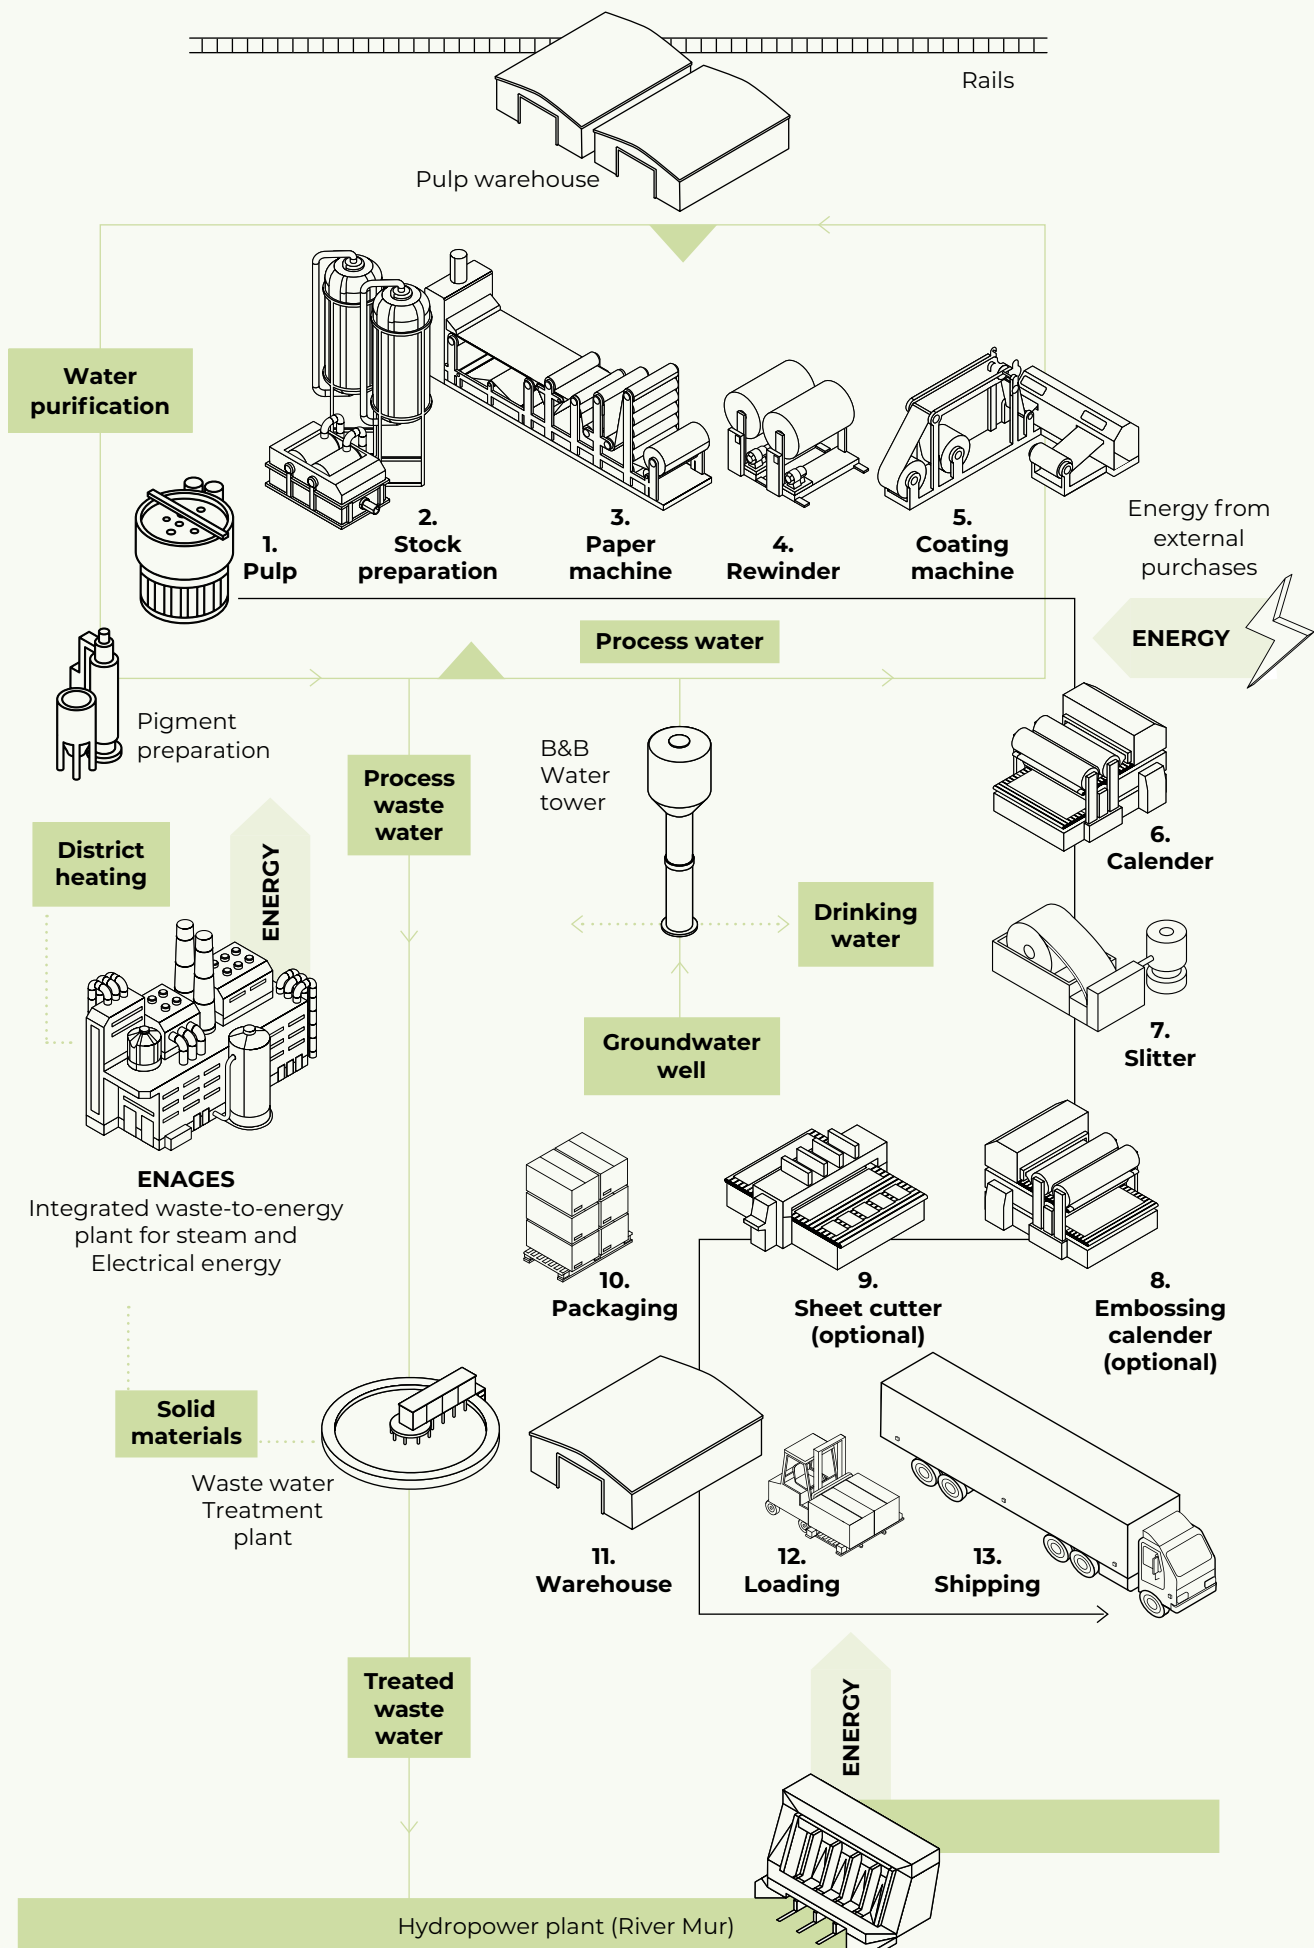 Rails
Pulp warehouse
Water
purification
1.
Pulp
2.
Stock
preparation
3.
Paper
machine
4.
Rewinder
5.
Coating
machine
Energy from
external
purchases
ENERGY
Process water
Pigment
preparation
Process
waste
water
B&B
Water
tower
6.
Calender
District
heating
ENERGY
Drinking
water
7.
Slitter
Groundwater
well
ENAGES
Integrated waste-to-energy
plant for steam and
Electrical energy
10.
Packaging
9.
Sheet cutter
(optional)
8.
Embossing
calender
(optional)
Solid
materials
Waste water
Treatment
plant
11.
Warehouse
12.
Loading
13.
Shipping
Treated
waste
water
ENERGY
Hydropower plant (River Mur)